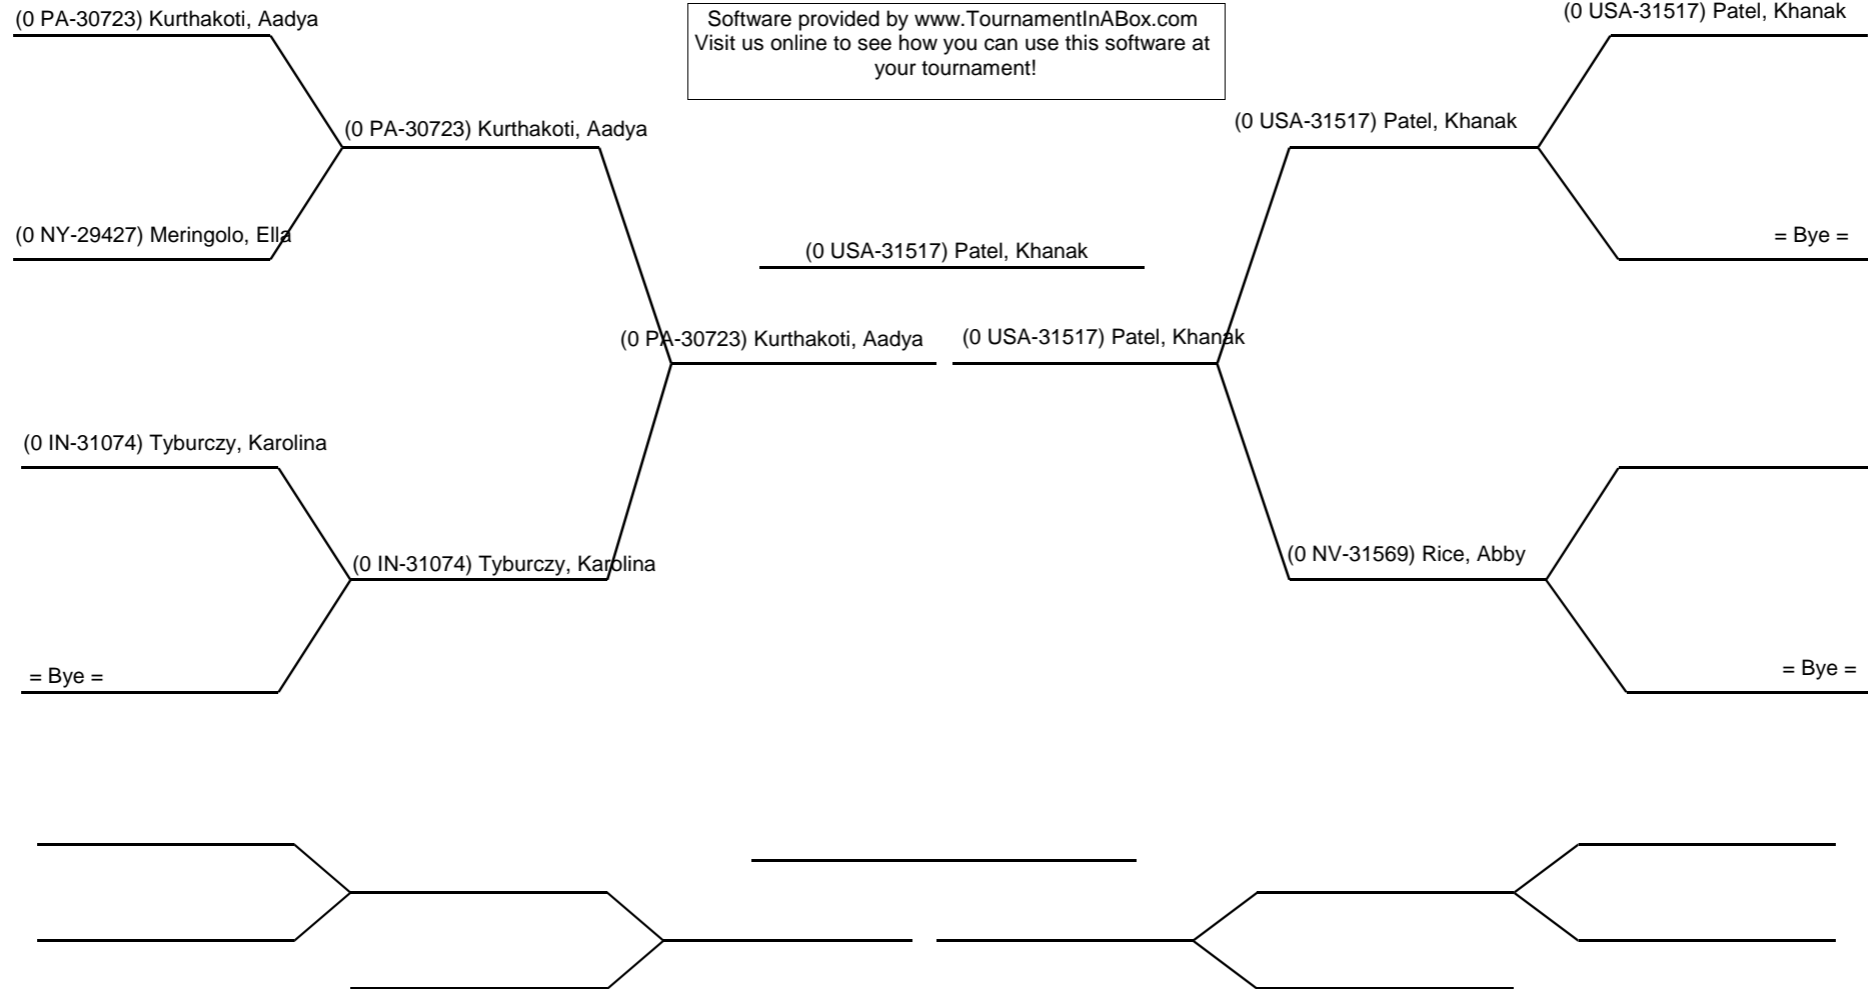 (0 PA-30723) Kurthakoti, Aadya
Software provided by www.TournamentInABox.com
Visit us online to see how you can use this software at
your tournament!
(0 USA-31517) Patel, Khanak
(0 PA-30723) Kurthakoti, Aadya
(0 USA-31517) Patel, Khanak
(0 NY-29427) Meringolo, Ella
(0 USA-31517) Patel, Khanak
= Bye =
(0 PA-30723) Kurthakoti, Aadya
(0 USA-31517) Patel, Khanak
(0 IN-31074) Tyburczy, Karolina
(0 IN-31074) Tyburczy, Karolina
(0 NV-31569) Rice, Abby
= Bye =
= Bye =